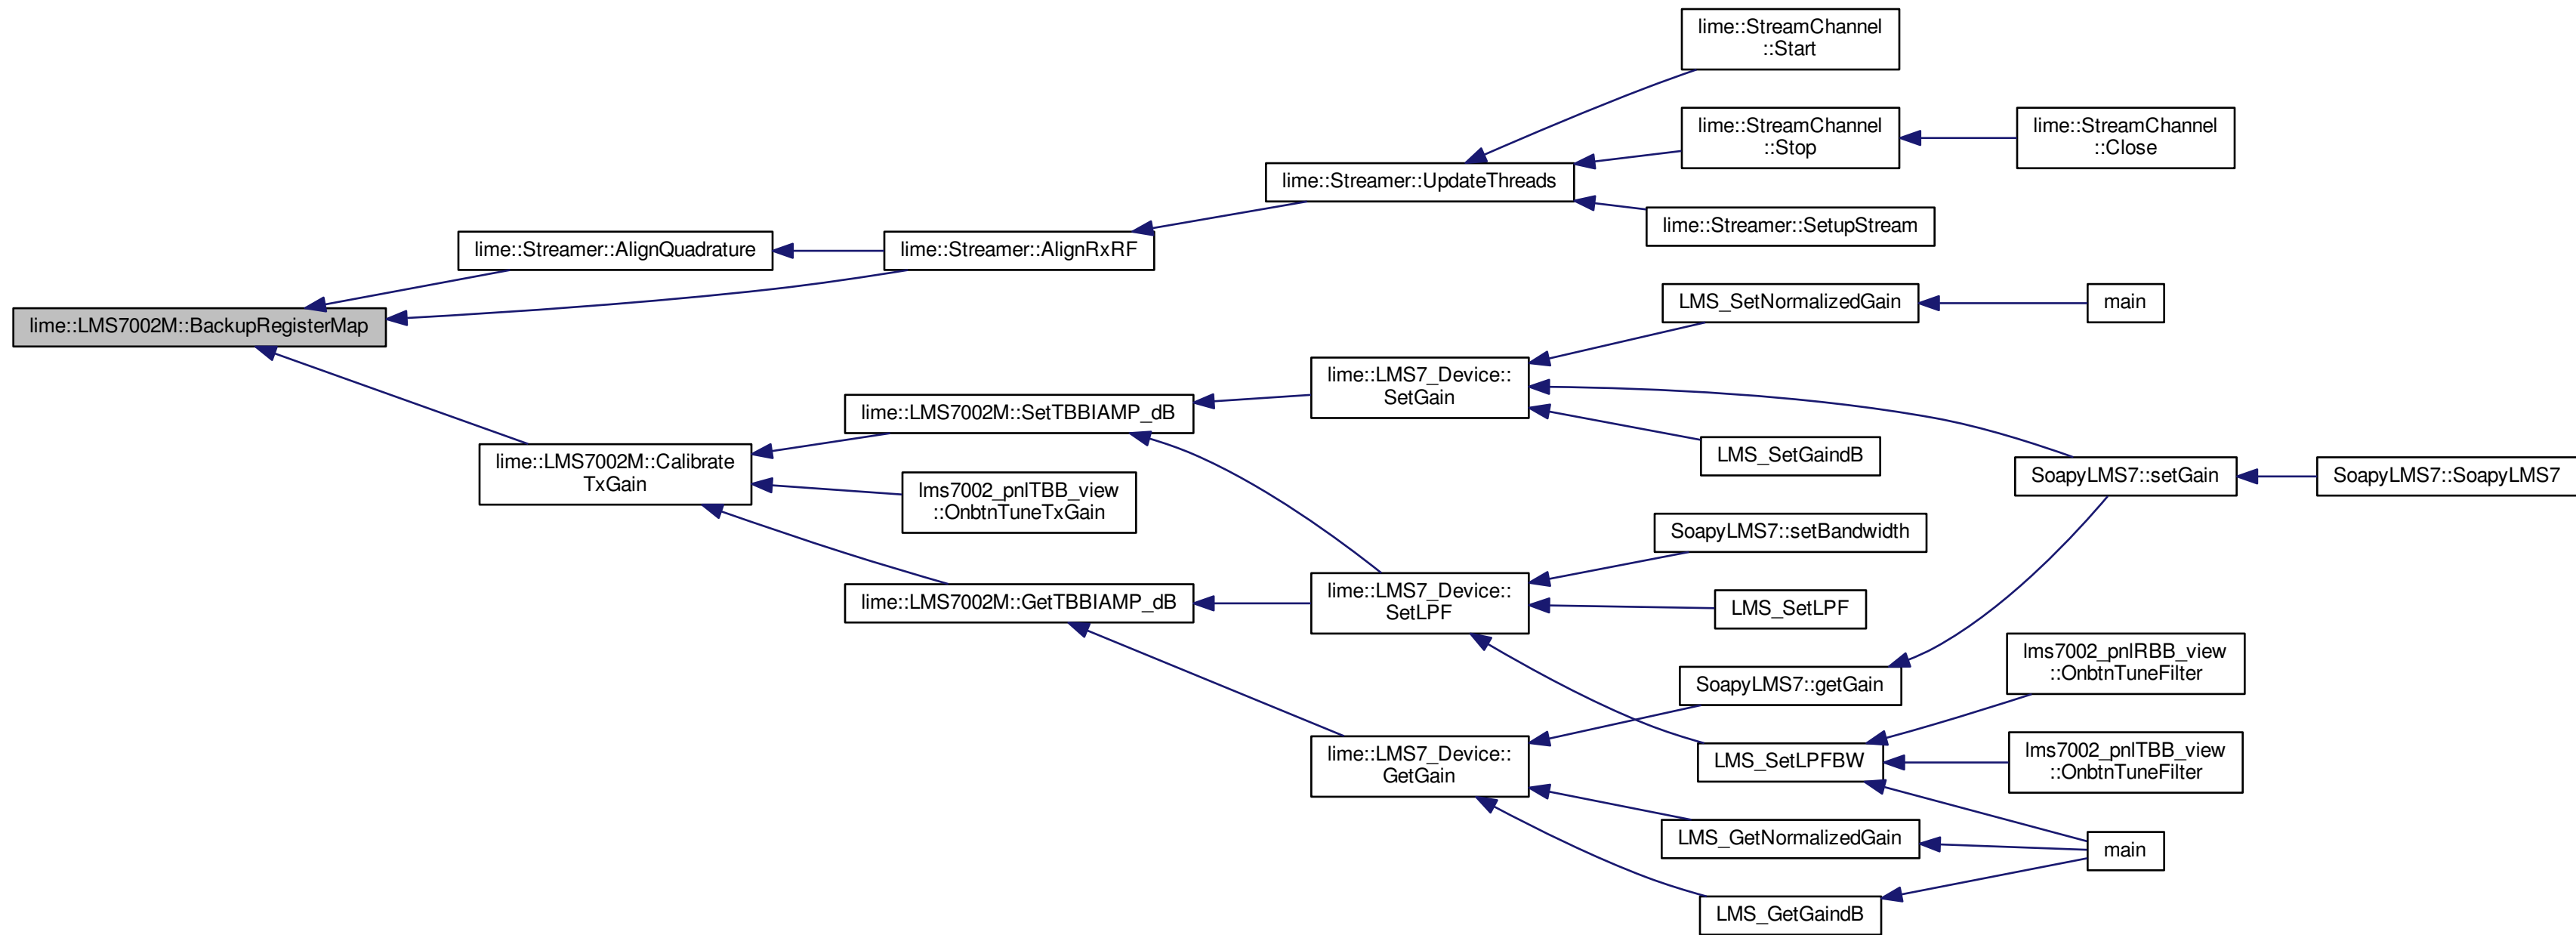 lime::LMS7002M::BackupRegisterMap
lime::Streamer::AlignQuadrature
lime::Streamer::AlignRxRF
lime::Streamer::UpdateThreads
lime::StreamChannel
::Start
lime::StreamChannel
::Stop
lime::StreamChannel
::Close
lime::Streamer::SetupStream
lime::LMS7002M::Calibrate
TxGain
lime::LMS7002M::SetTBBIAMP_dB
lms7002_pnlTBB_view
::OnbtnTuneTxGain
lime::LMS7002M::GetTBBIAMP_dB
lime::LMS7_Device::
SetGain
LMS_SetNormalizedGain
main
LMS_SetGaindB
SoapyLMS7::setGain
SoapyLMS7::SoapyLMS7
lime::LMS7_Device::
SetLPF
SoapyLMS7::setBandwidth
LMS_SetLPF
SoapyLMS7::getGain
LMS_SetLPFBW
lms7002_pnlRBB_view
::OnbtnTuneFilter
lms7002_pnlTBB_view
::OnbtnTuneFilter
lime::LMS7_Device::
GetGain
LMS_GetNormalizedGain
main
LMS_GetGaindB